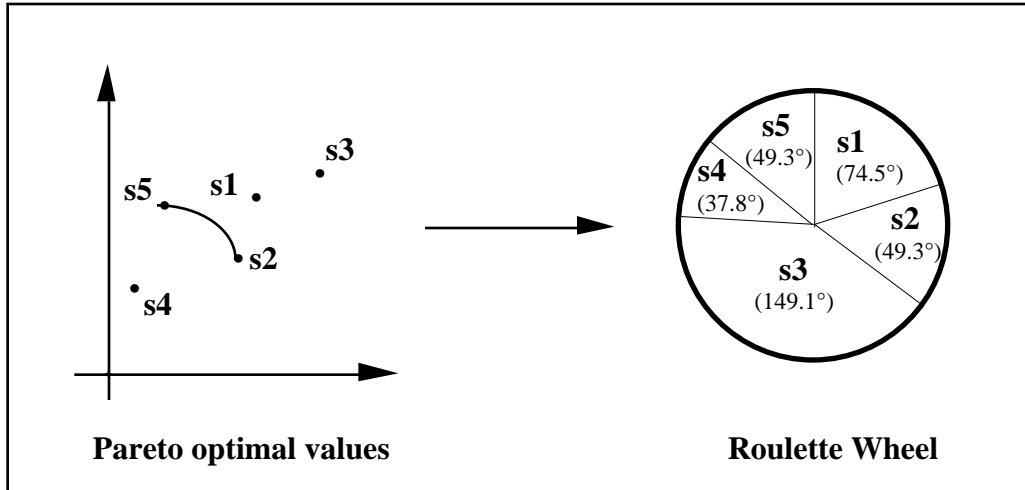 s3
s5
s1
s2
s4
Pareto optimal values
s5
(49.3°)
s1
(74.5°)
s4
(37.8°)
s2
(49.3°)
s3
(149.1°)
Roulette Wheel